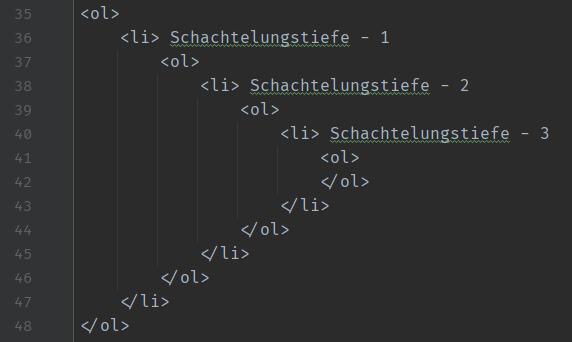 35 <ol>
36     <li> Schachtelungstiefe - 1
37         <ol>
38             <li> Schachtelungstiefe - 2
39                 <ol>
40                     <li> Schachtelungstiefe - 3
41                         <ol>
42                         </ol>
43                     </li>
44                 </ol>
45             </li>
46         </ol>
47     </li>
48 </ol>